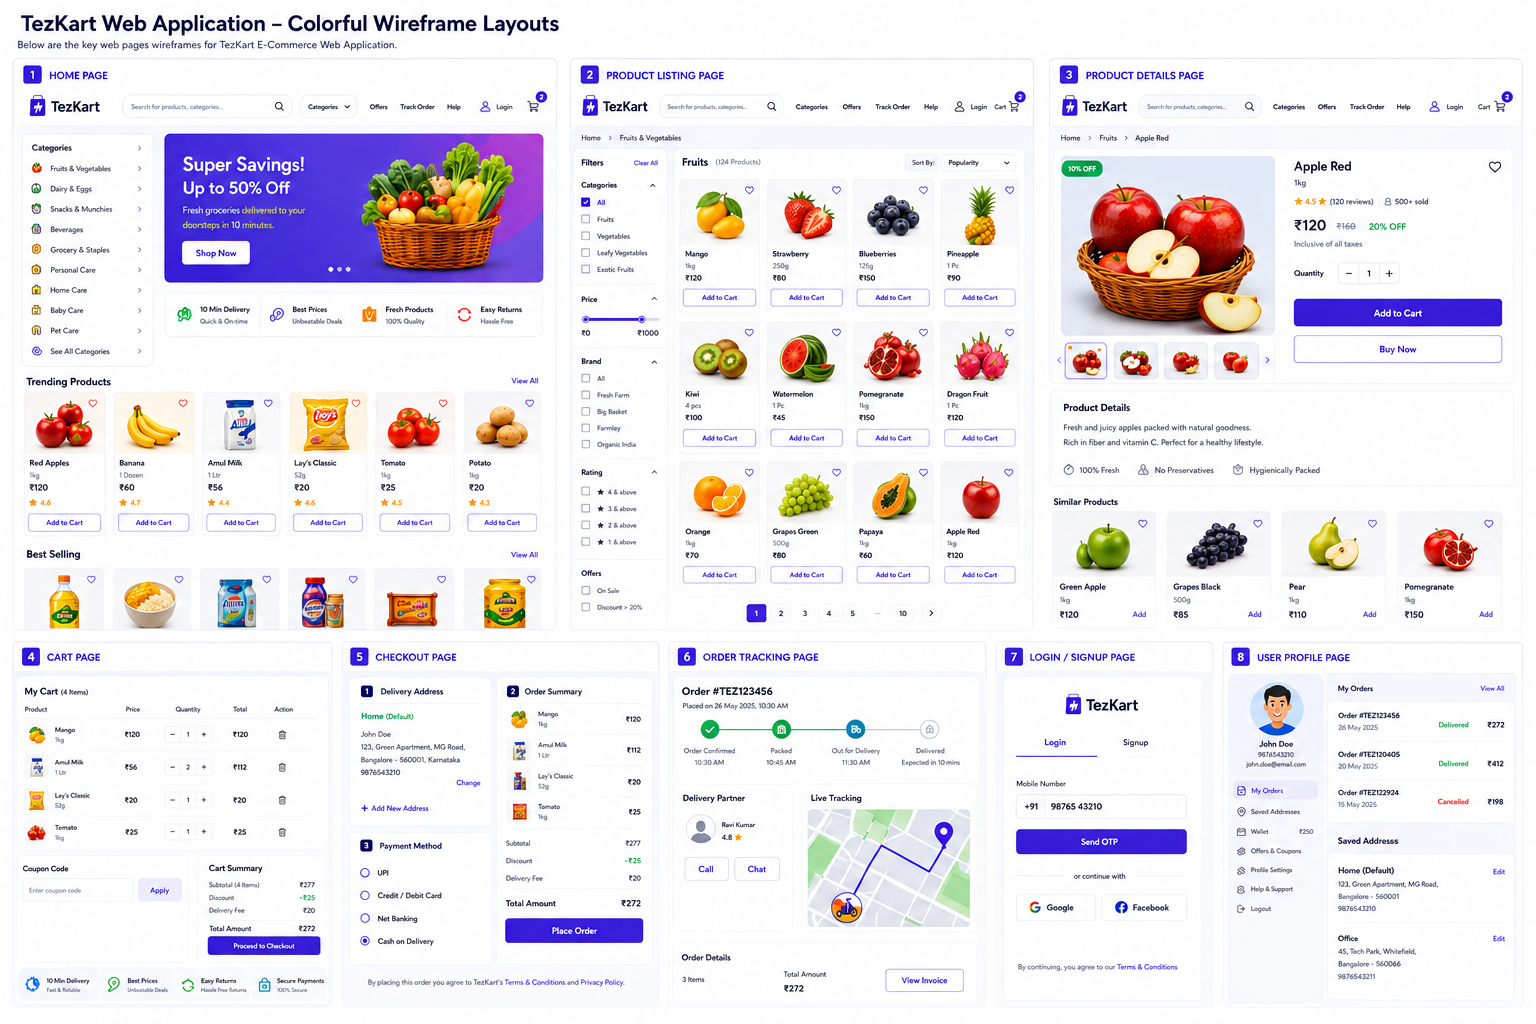 TezKart Web Application – Colorful Wireframe Layouts
Below are the key web pages wireframes for TezKart E-Commerce Web Application.
1 HOME PAGE
TezKart
Search for products, categories...
Categories
Offers
Track Order
Help
Login
2
Categories
Fruits & Vegetables
Dairy & Eggs
Snacks & Munchies
Beverages
Grocery & Staples
Personal Care
Home Care
Baby Care
Pet Care
See All Categories
Super Savings!
Up to 50% Off
Fresh groceries delivered to your
doorsteps in 10 minutes.
Shop Now
10 Min Delivery
Quick & On-time
Best Prices
Unbeatable Deals
Fresh Products
100% Quality
Easy Returns
Hassle Free
Trending Products
View All
Red Apples
1kg
₹120
4.6
Add to Cart
Banana
1 Dozen
₹60
4.7
Add to Cart
Amul Milk
1 Ltr
₹56
4.4
Add to Cart
Lay's Classic
52g
₹20
4.6
Add to Cart
Tomato
1kg
₹25
4.5
Add to Cart
Potato
1kg
₹20
4.3
Add to Cart
Best Selling
View All
2 PRODUCT LISTING PAGE
TezKart
Search for products, categories...
Categories
Offers
Track Order
Help
Login
Cart
2
Home > Fruits & Vegetables
Filters
Clear All
Categories
All
Fruits
Vegetables
Leafy Vegetables
Exotic Fruits
Price
₹0
₹1000
Brand
All
Fresh Farm
Big Basket
Farmley
Organic India
Rating
★ 4 & above
★ 3 & above
★ 2 & above
★ 1 & above
Offers
On Sale
Discount > 20%
Fruits (124 Products)
Sort By: Popularity
Mango
1kg
₹120
Add to Cart
Strawberry
250g
₹80
Add to Cart
Blueberries
125g
₹150
Add to Cart
Pineapple
1 Pc
₹90
Add to Cart
Kiwi
4 pcs
₹100
Add to Cart
Watermelon
1 Pc
₹45
Add to Cart
Pomegranate
1kg
₹150
Add to Cart
Dragon Fruit
1 Pc
₹120
Add to Cart
Orange
1kg
₹70
Add to Cart
Grapes Green
500g
₹80
Add to Cart
Papaya
1kg
₹60
Add to Cart
Apple Red
1kg
₹120
Add to Cart
1 2 3 4 5 ... 10 >
3 PRODUCT DETAILS PAGE
TezKart
Search for products, categories...
Categories
Offers
Track Order
Help
Login
Cart
2
Home > Fruits > Apple Red
10% OFF
Apple Red
1kg
★ 4.5 ★ (120 reviews)
500+ sold
₹120 ₹160 20% OFF
Inclusive of all taxes
Quantity
− 1 +
Add to Cart
Buy Now
Product Details
Fresh and juicy apples packed with natural goodness.
Rich in fiber and vitamin C. Perfect for a healthy lifestyle.
100% Fresh
No Preservatives
Hygienically Packed
Similar Products
Green Apple
1kg
₹120
Add
Grapes Black
500g
₹85
Add
Pear
1kg
₹110
Add
Pomegranate
1kg
₹150
Add
4 CART PAGE
My Cart (4 Items)
Product Price Quantity Total Action
Mango
1kg
₹120 − 1 + ₹120
Amul Milk
1 Ltr
₹56 − 2 + ₹112
Lay's Classic
52g
₹20 − 1 + ₹20
Tomato
1kg
₹25 − 1 + ₹25
Coupon Code
Enter coupon code
Apply
Cart Summary
Subtotal (4 Items) ₹277
Discount -₹25
Delivery Fee ₹20
Total Amount ₹272
Proceed to Checkout
10 Min Delivery
Fast & Reliable
Best Prices
Unbeatable Deals
Easy Returns
Hassle Free Returns
Secure Payments
100% Secure
5 CHECKOUT PAGE
1 Delivery Address
Home (Default)
John Doe
123, Green Apartment, MG Road,
Bangalore - 560001, Karnataka
9876543210
Change
+ Add New Address
3 Payment Method
UPI
Credit / Debit Card
Net Banking
Cash on Delivery
2 Order Summary
Mango
1kg
₹120
Amul Milk
1 Ltr
₹112
Lay's Classic
52g
₹20
Tomato
1kg
₹25
Subtotal ₹277
Discount -₹25
Delivery Fee ₹20
Total Amount ₹272
Place Order
By placing this order you agree to TezKart's Terms & Conditions and Privacy Policy.
6 ORDER TRACKING PAGE
Order #TEZ123456
Placed on 26 May 2025, 10:30 AM
Order Confirmed
10:30 AM
Packed
10:45 AM
Out for Delivery
11:30 AM
Delivered
Expected in 10 mins
Delivery Partner
Ravi Kumar
4.8 ★
Call
Chat
Live Tracking
Order Details
3 Items
Total Amount
₹272
View Invoice
7 LOGIN / SIGNUP PAGE
TezKart
Login
Signup
Mobile Number
+91 98765 43210
Send OTP
or continue with
Google
Facebook
By continuing, you agree to our Terms & Conditions
8 USER PROFILE PAGE
John Doe
9876543210
john.doe@email.com
My Orders
Saved Addresses
Wallet ₹250
Offers & Coupons
Profile Settings
Help & Support
Logout
My Orders
View All
Order #TEZ123456
26 May 2025
Delivered
₹272
Order #TEZ120405
20 May 2025
Delivered
₹412
Order #TEZ122924
15 May 2025
Cancelled
₹198
Saved Addresss
Home (Default)
Edit
123, Green Apartment, MG Road,
Bangalore - 560001
9876543210
Office
Edit
45, Tech Park, Whitefield,
Bangalore - 560066
9876543211